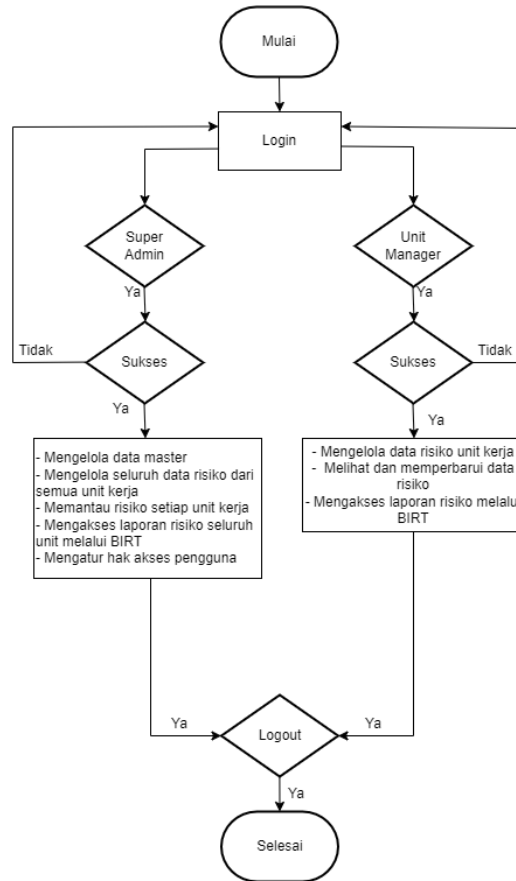 Mulai
Login
Super
Admin
Unit
Manager
Ya
Ya
Sukses
Sukses
Tidak
Tidak
Ya
Ya
- Mengelola data master
- Mengelola seluruh data risiko dari
semua unit kerja
- Memantau risiko setiap unit kerja
- Mengakses laporan risiko seluruh
unit melalui BIRT
- Mengatur hak akses pengguna
- Mengelola data risiko unit kerja
- Melihat dan memperbarui data
risiko
- Mengakses laporan risiko melalui
BIRT
Ya
Ya
Logout
Ya
Selesai